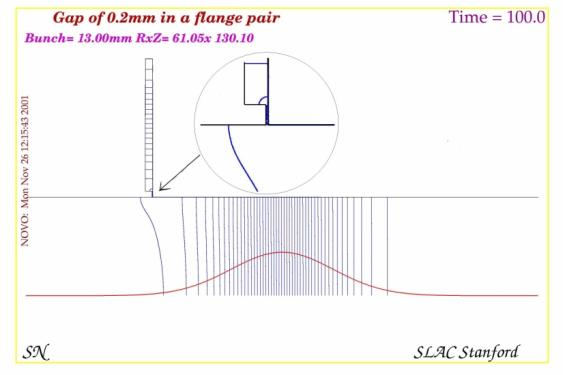 Gap of 0.2mm in a flange pair
Time = 100.0
Bunch= 13.00mm RxZ= 61.05x 130.10
NOVO: Mon Nov 26 12:15:43 2001
SN
SLAC Stanford